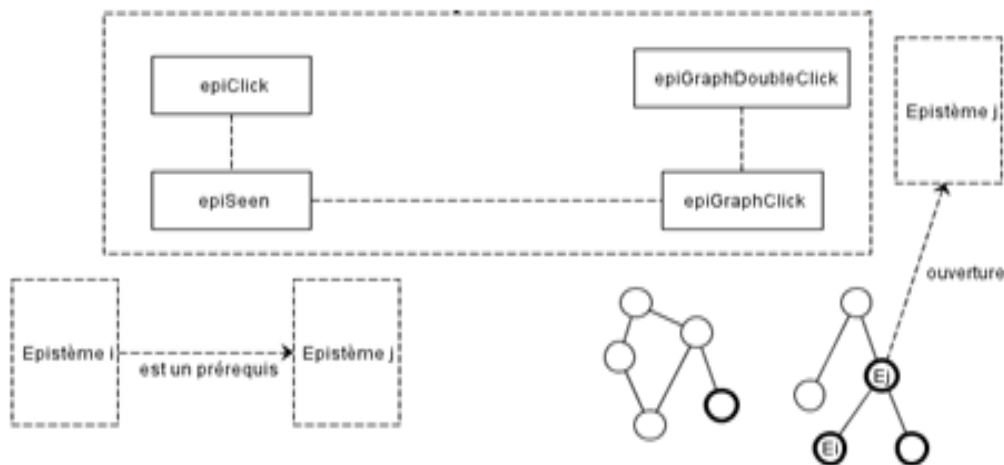 epiClick
epiGraphDoubleClick
Epistème j
epiSeen
epiGraphClick
ouverture
Epistème i
est un prérequis
Epistème j
Ej
Ei